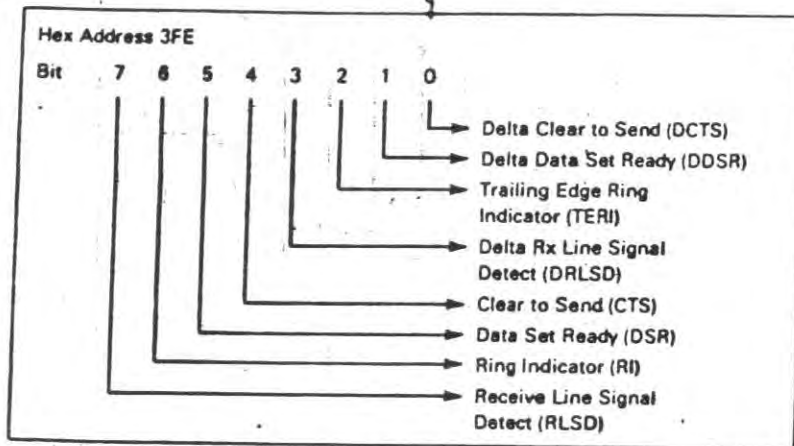 Hex Address 3FE
Bit 7 6 5 4 3 2 1 0
Delta Clear to Send (DCTS)
Delta Data Set Ready (DDSR)
Trailing Edge Ring
Indicator (TERI)
Delta Rx Line Signal
Detect (DRLSD)
Clear to Send (CTS)
Data Set Ready (DSR)
Ring Indicator (RI)
Receive Line Signal
Detect (RLSD)